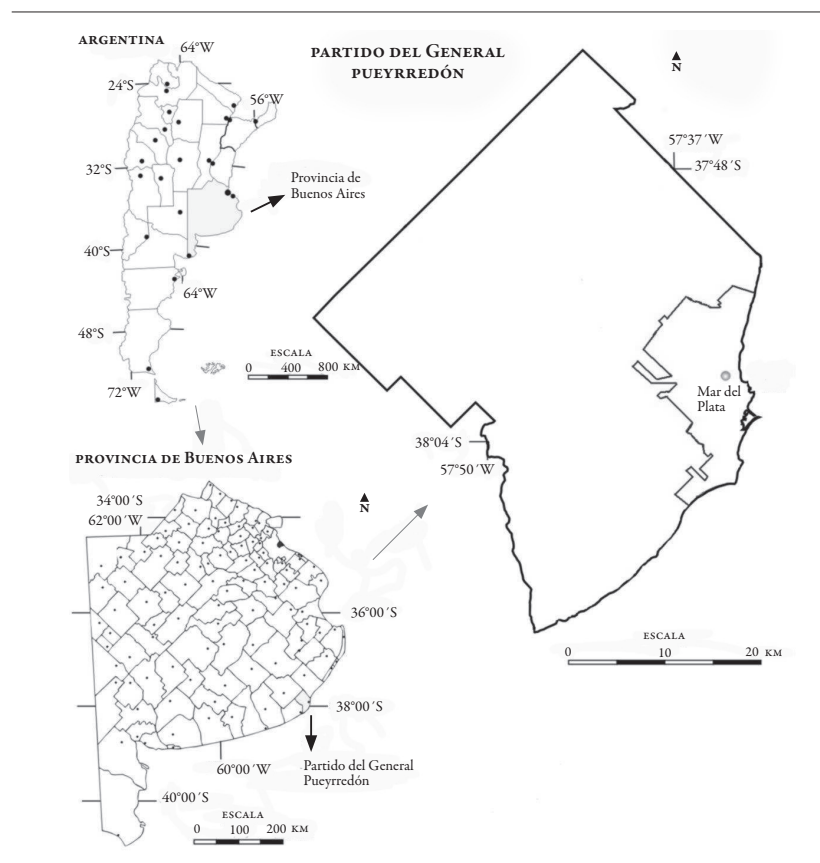 ARGENTINA
64°W
24°S
56°W
32°S
Provincia de
Buenos Aires
40°S
64°W
48°S
72°W
ESCALA
0 400 800 KM
PARTIDO DEL GENERAL
PUEYRREDÓN
N
57°37´W
37°48´S
Mar del
Plata
38°04´S
57°50´W
ESCALA
0 10 20 KM
PROVINCIA DE BUENOS AIRES
N
34°00´S
62°00´W
36°00´S
38°00´S
60°00´W
Partido del General
Pueyrredón
40°00´S
ESCALA
0 100 200 KM